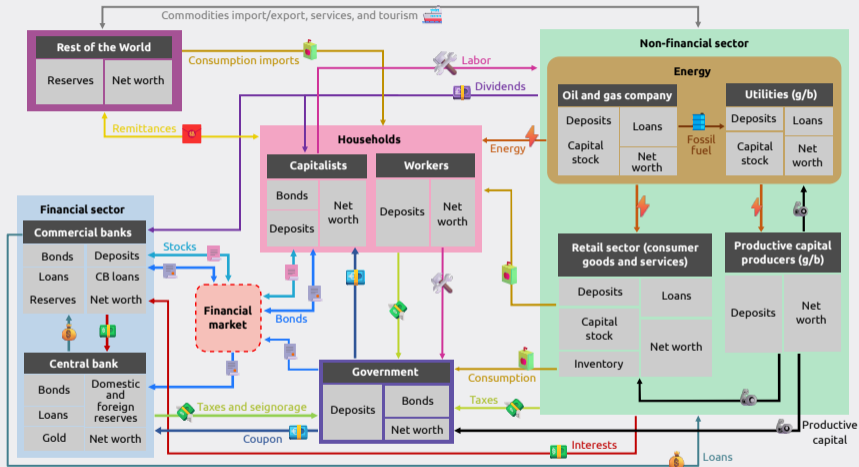 Commodities import/export, services, and tourism
Rest of the World
Reserves
Net worth
Consumption imports
Labor
Dividends
Remittances
Non-financial sector
Energy
Oil and gas company
Deposits
Loans
Capital
stock
Net
worth
Fossil
fuel
Utilities (g/b)
Deposits
Loans
Capital
stock
Net
worth
Energy
Households
Capitalists
Bonds
Deposits
Net
worth
Workers
Deposits
Net
worth
Financial sector
Commercial banks
Bonds
Deposits
Loans
CB loans
Reserves
Net worth
Stocks
Financial
market
Bonds
Retail sector (consumer
goods and services)
Deposits
Loans
Capital
stock
Net worth
Inventory
Productive capital
producers (g/b)
Deposits
Net
worth
Central bank
Bonds
Domestic
and
foreign
reserves
Loans
Gold
Net worth
Government
Deposits
Bonds
Net worth
Consumption
Taxes and seignorage
Taxes
Coupon
Productive
capital
Interests
Loans